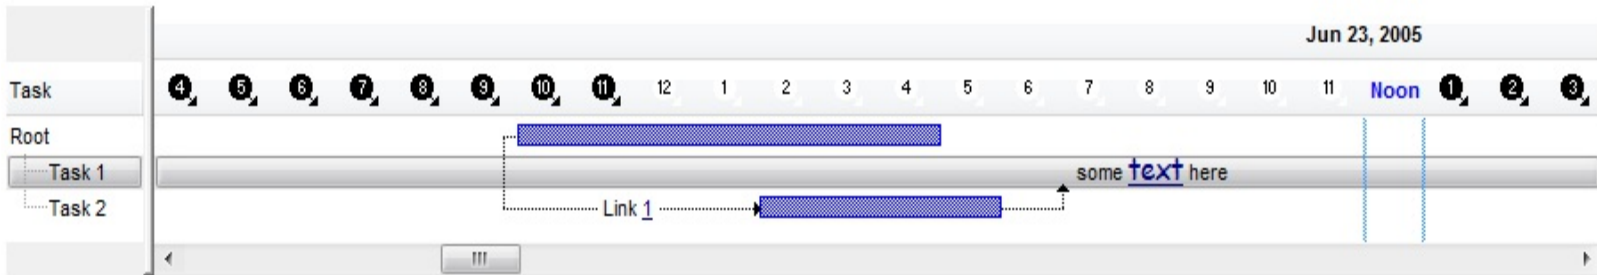 Jun 23, 2005
Task 4 5 6 7 8 9 10 11 12 1 2 3 4 5 6 7 8 9 10 11 Noon 1 2 3
Root
Task 1 some text here
Task 2 Link 1